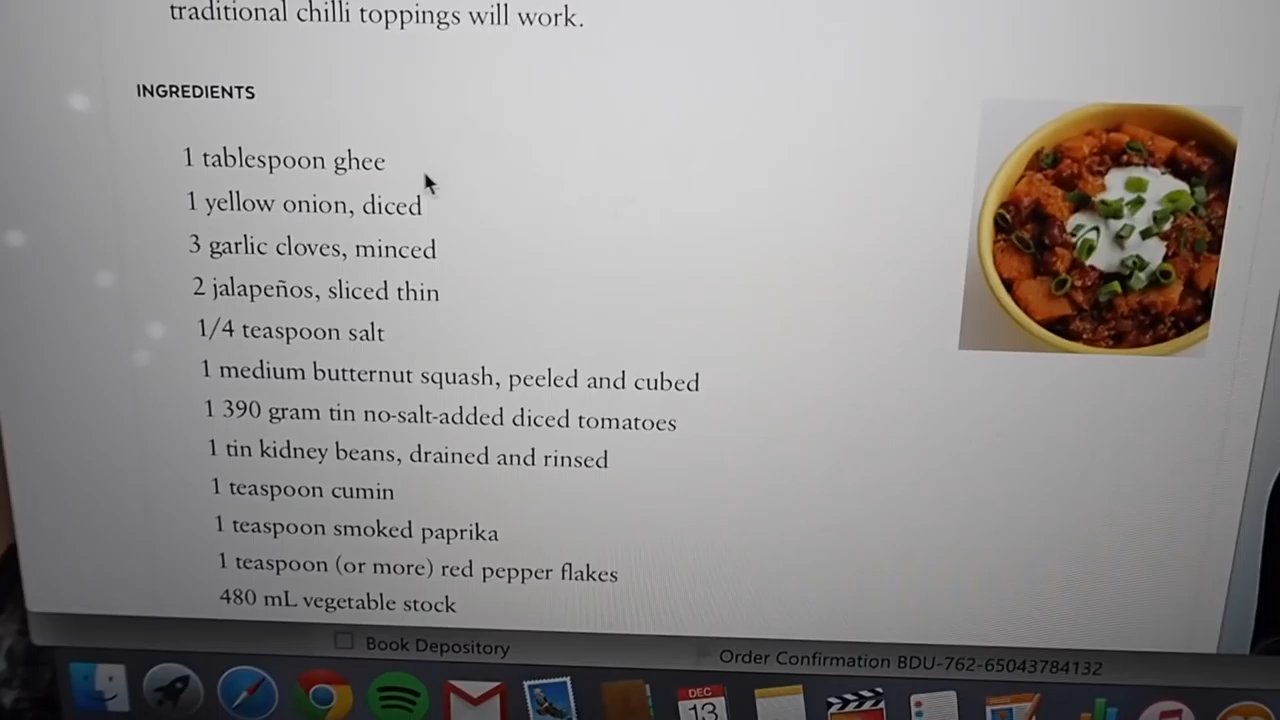 traditional chilli toppings will work.
INGREDIENTS
1 tablespoon ghee
1 yellow onion, diced
3 garlic cloves, minced
2 jalapeños, sliced thin
1/4 teaspoon salt
1 medium butternut squash, peeled and cubed
1 390 gram tin no-salt-added diced tomatoes
1 tin kidney beans, drained and rinsed
1 teaspoon cumin
1 teaspoon smoked paprika
1 teaspoon (or more) red pepper flakes
480 mL vegetable stock
Book Depository
Order Confirmation BDU-762-65043784132
DEC
13